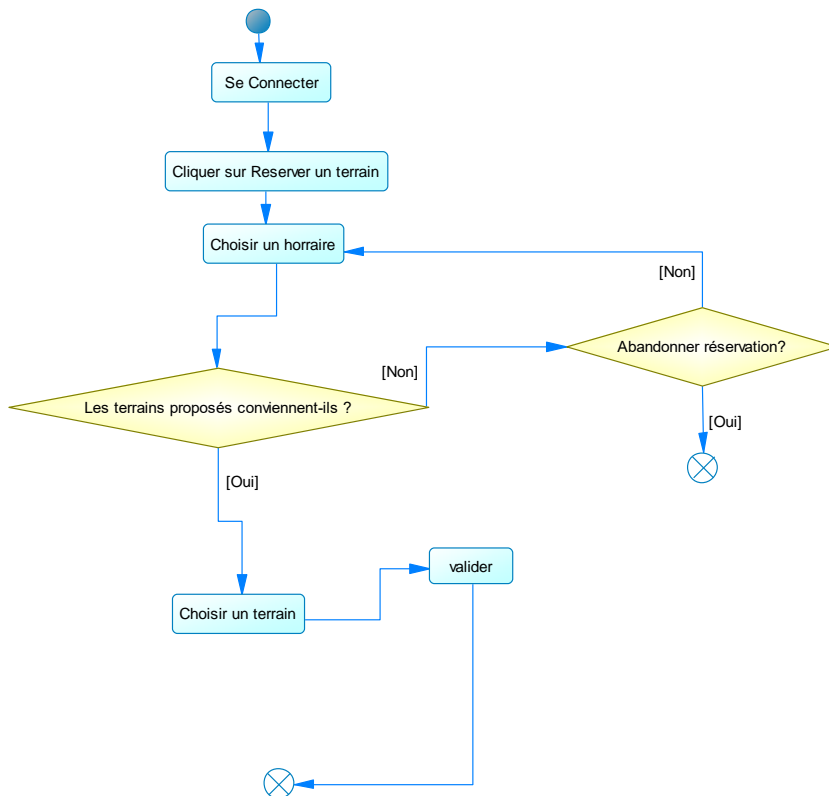 Se Connecter
Cliquer sur Reserver un terrain
Choisir un horraire
[Non]
Abandonner réservation?
[Non]
Les terrains proposés conviennent-ils ?
[Oui]
[Oui]
valider
Choisir un terrain